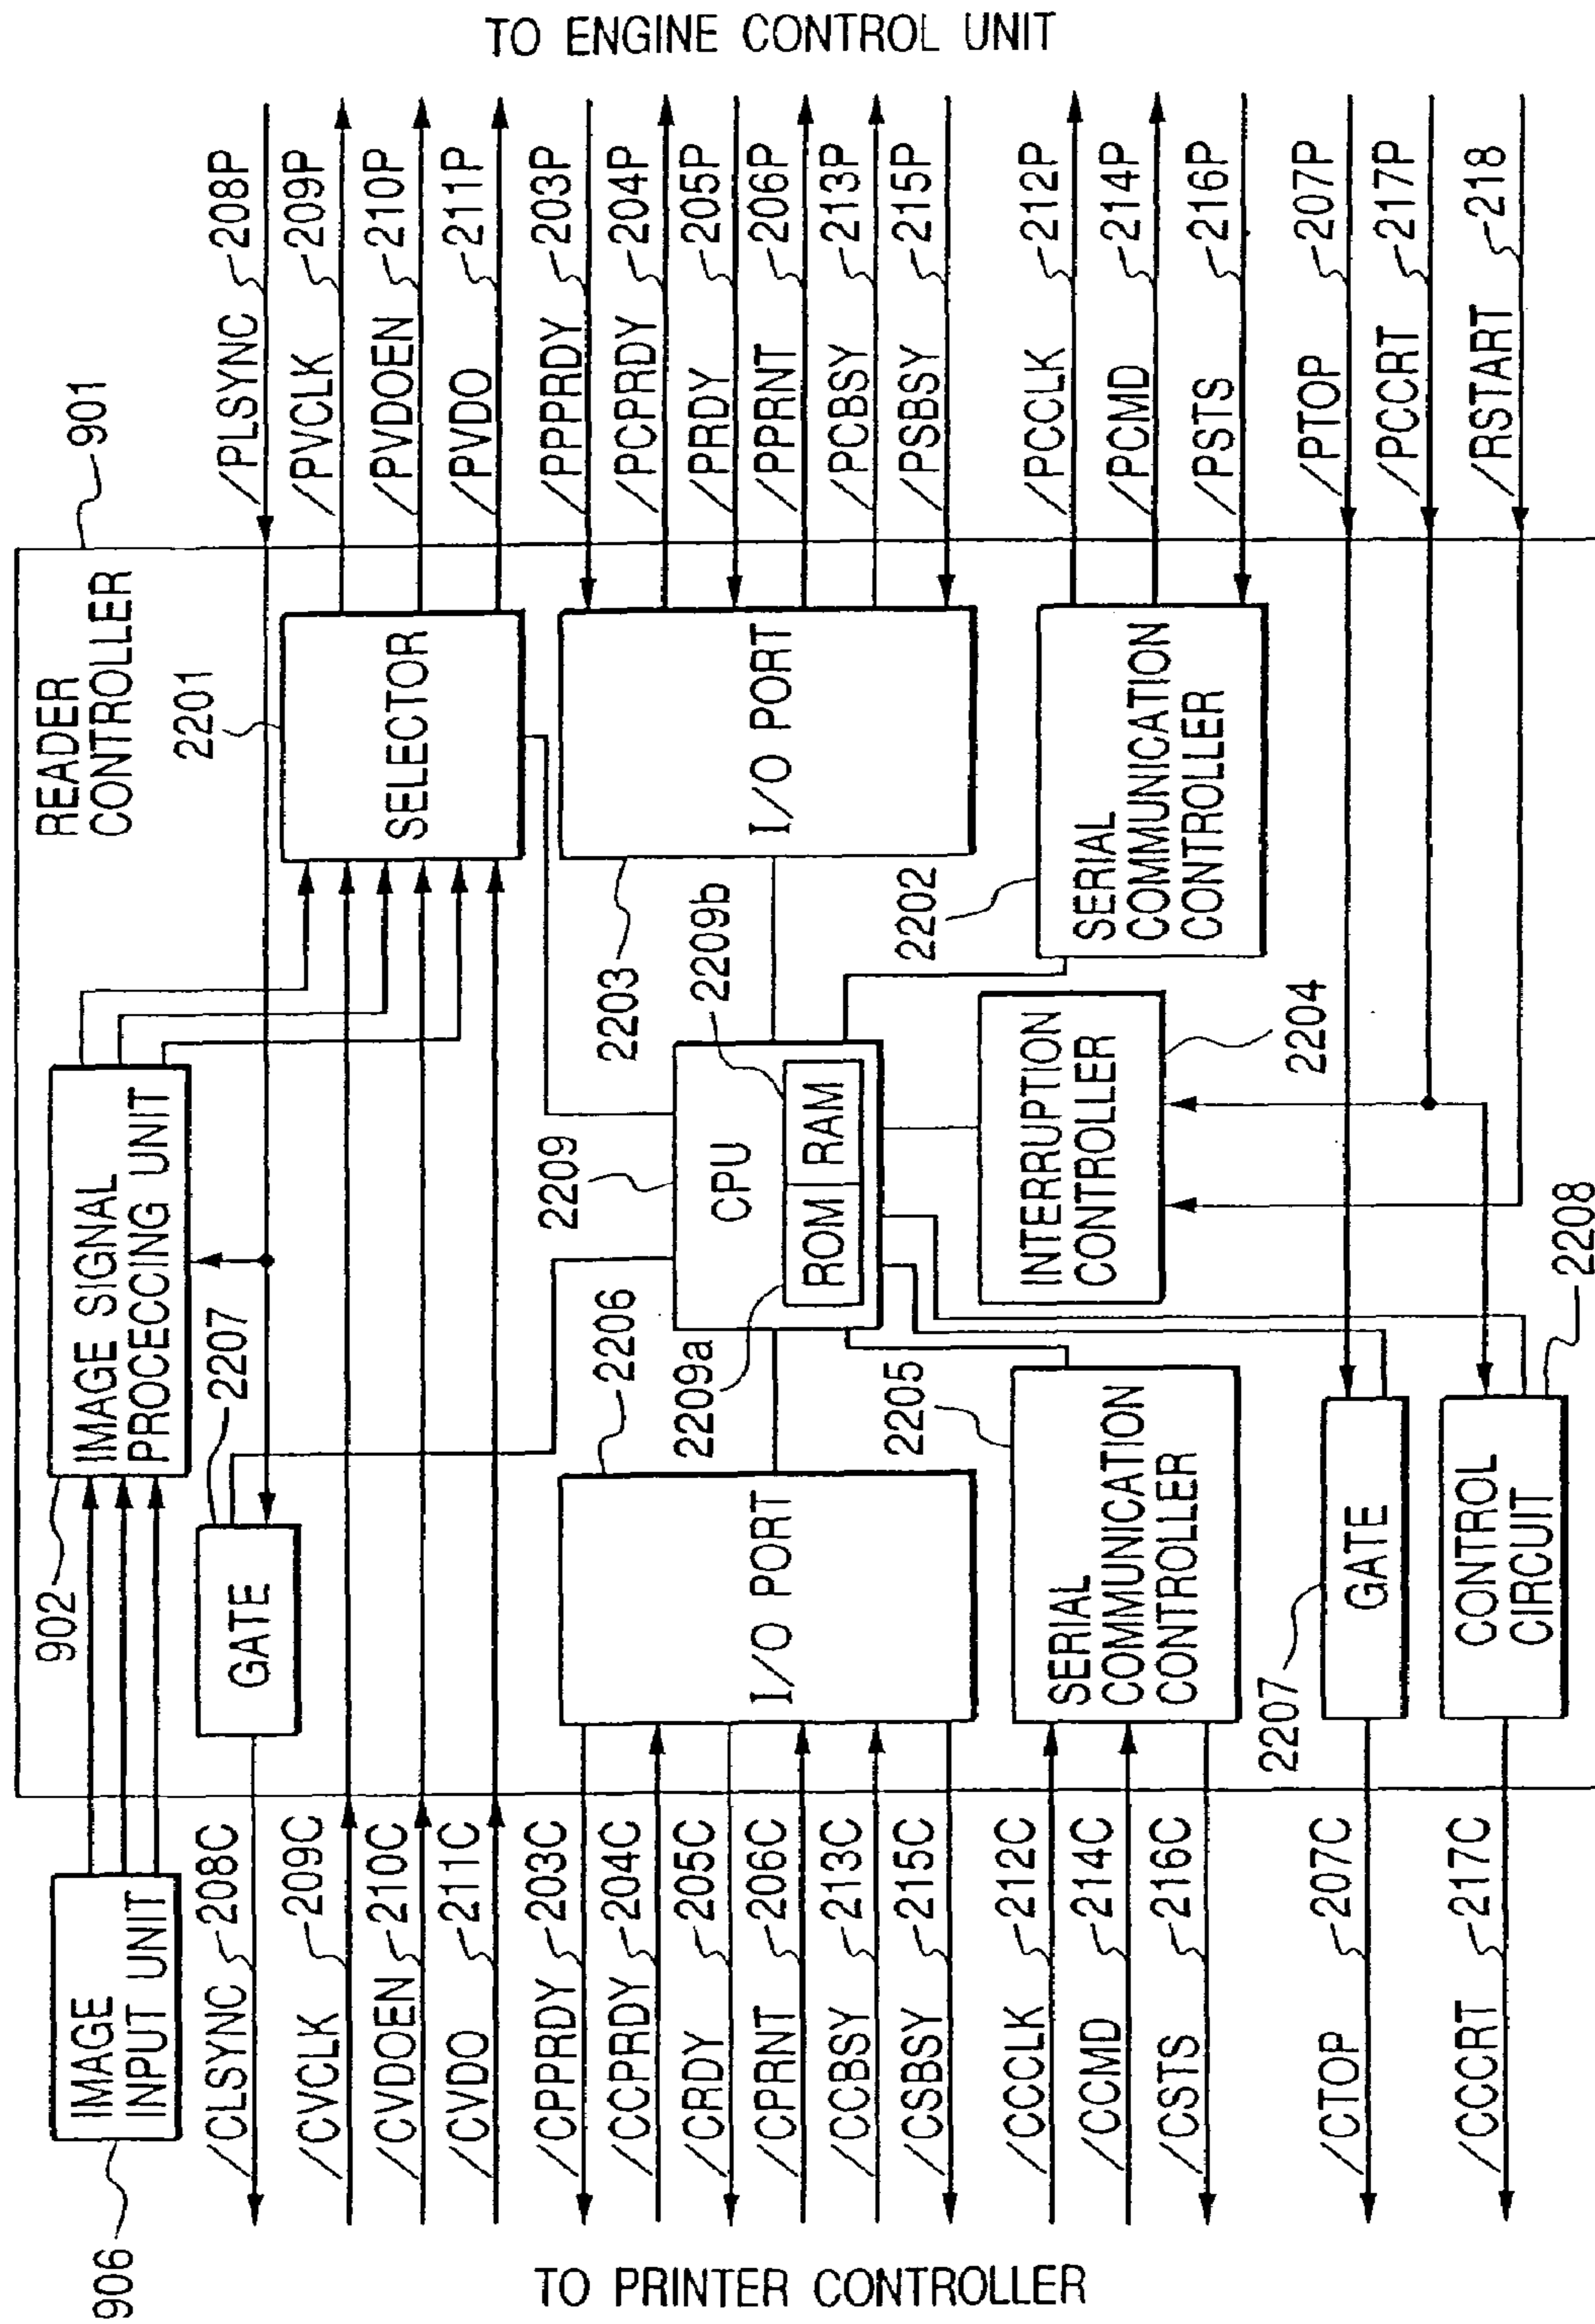 TO ENGINE CONTROL UNIT
/PLSYNC 208P
/PVCLK 209P
/PVDOEN 210P
/PVDO 211P
/PPPRDY 203P
/PCPRDY 204P
/PRDY 205P
/PPRNT 206P
/PCBSY 213P
/PSBSY 215P
/PCCLK 212P
/PCMD 214P
/PSTS 216P
/PTOP 207P
/PCCRT 217P
/RSTART 218
901
READER
CONTROLLER
2201
SELECTOR
I/O PORT
2203
SERIAL
COMMUNICATION
CONTROLLER
2202
2209b
2209
CPU
ROM
RAM
2209a
INTERRUPTION
CONTROLLER
2204
IMAGE SIGNAL
PROCECCING UNIT
902
2207
GATE
2206
I/O PORT
2205
SERIAL
COMMUNICATION
CONTROLLER
GATE
2207
CONTROL
CIRCUIT
2208
IMAGE
INPUT UNIT
906
/CLSYNC 208C
/CVCLK 209C
/CVDOEN 210C
/CVDO 211C
/CPPRDY 203C
/CCPRDY 204C
/CRDY 205C
/CPRNT 206C
/CCBSY 213C
/CSBSY 215C
/CCCLK 212C
/CCMD 214C
/CSTS 216C
/CTOP 207C
/CCCRT 217C
TO PRINTER CONTROLLER